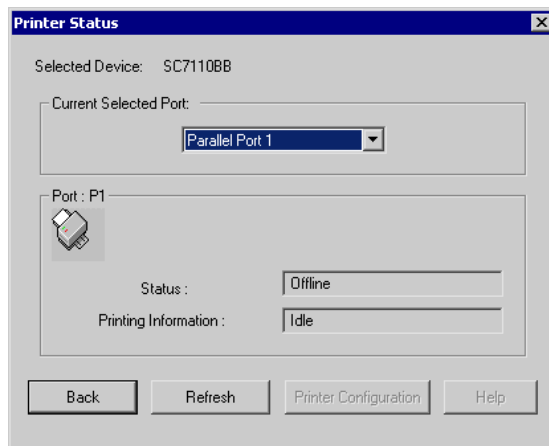 Printer Status
Selected Device: SC7110BB
Current Selected Port:
Parallel Port 1
Port : P1
Status : Offline
Printing Information : Idle
Back Refresh Printer Configuration Help